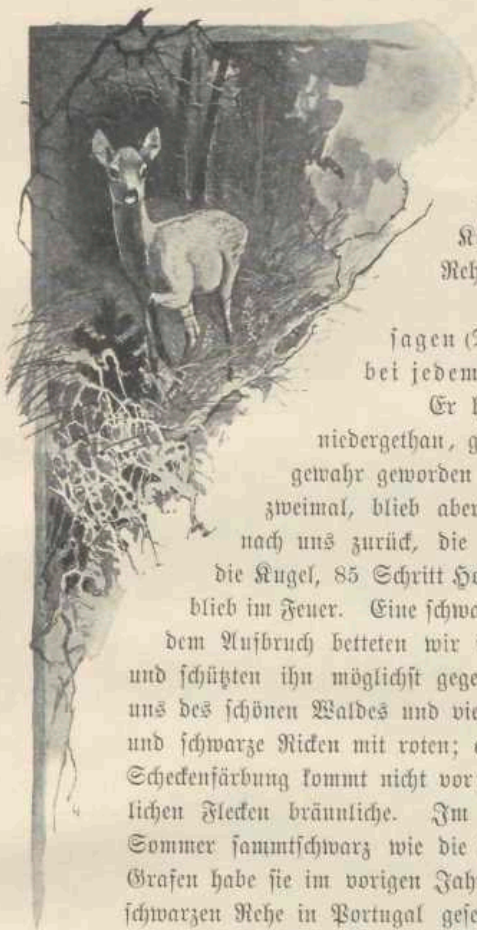 K
Reh
sagen (
bei jedem
Er l
niedergethan, g
gewahr geworden
zweimal, blieb aber
nach uns zurück, die
die Kugel, 85 Schritt Ho
blieb im Feuer. Eine schwa
dem Aufbruch betteten wir i
und schützten ihn möglichst gege
uns des schönen Waldes und vie
und schwarze Ricken mit roten;
Scheckenfärbung kommt nicht vor
lichen Flecken bräunliche. Im
Sommer sammtschwarz wie die
Grafen habe sie im vorigen Jah
schwarzen Rehe in Portugal gese